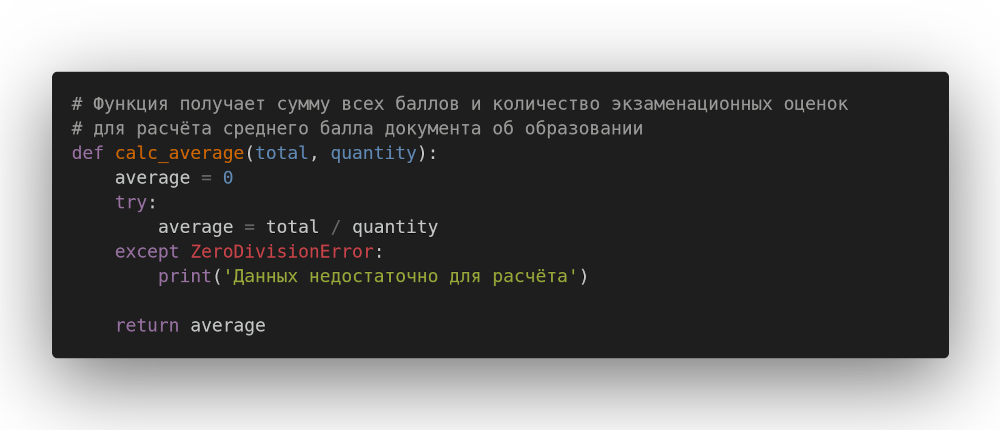 # Функция получает сумму всех баллов и количество экзаменационных оценок
# для расчёта среднего балла документа об образовании
def calc_average(total, quantity):
    average = 0
    try:
        average = total / quantity
    except ZeroDivisionError:
        print('Данных недостаточно для расчёта')

    return average